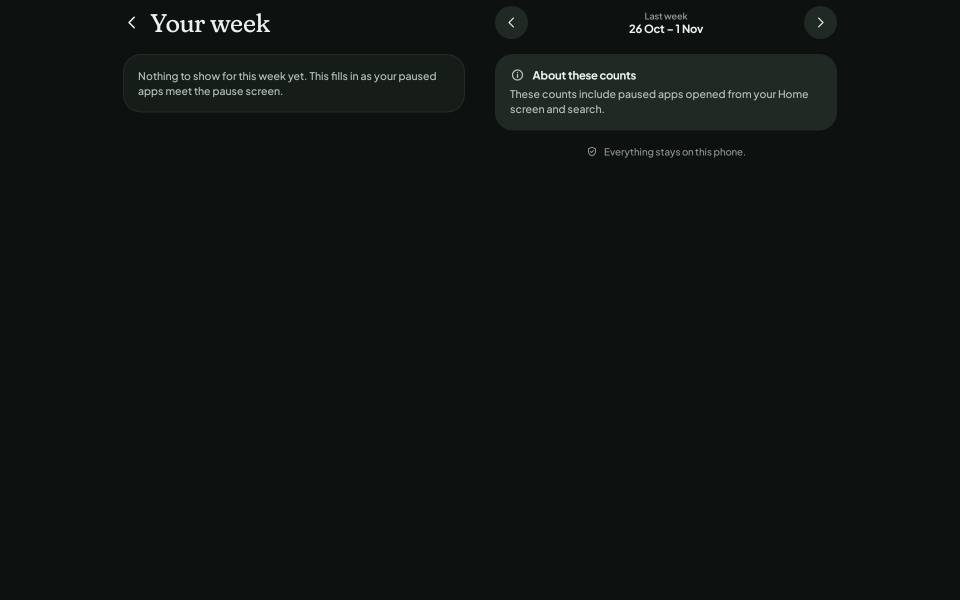 Your week
Nothing to show for this week yet. This fills in as your paused
apps meet the pause screen.
Last week
26 Oct – 1 Nov
About these counts
These counts include paused apps opened from your Home
screen and search.
Everything stays on this phone.